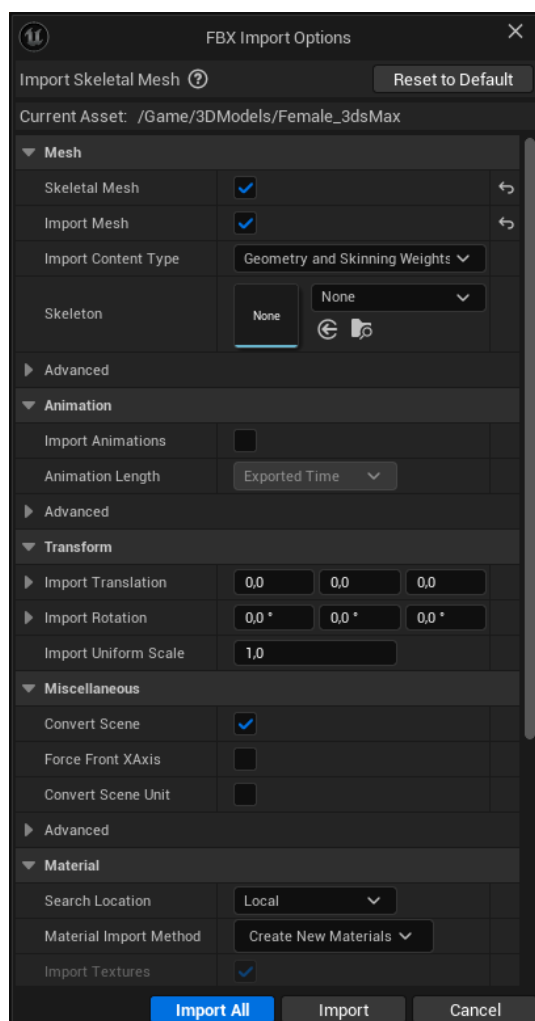 FBX Import Options
Import Skeletal Mesh ?
Reset to Default
Current Asset: /Game/3DModels/Female_3dsMax
Mesh
Skeletal Mesh
Import Mesh
Import Content Type Geometry and Skinning Weights
Skeleton None None
Advanced
Animation
Import Animations
Animation Length Exported Time
Advanced
Transform
Import Translation 0,0 0,0 0,0
Import Rotation 0,0 ° 0,0 ° 0,0 °
Import Uniform Scale 1,0
Miscellaneous
Convert Scene
Force Front XAxis
Convert Scene Unit
Advanced
Material
Search Location Local
Material Import Method Create New Materials
Import Textures
Import All Import Cancel